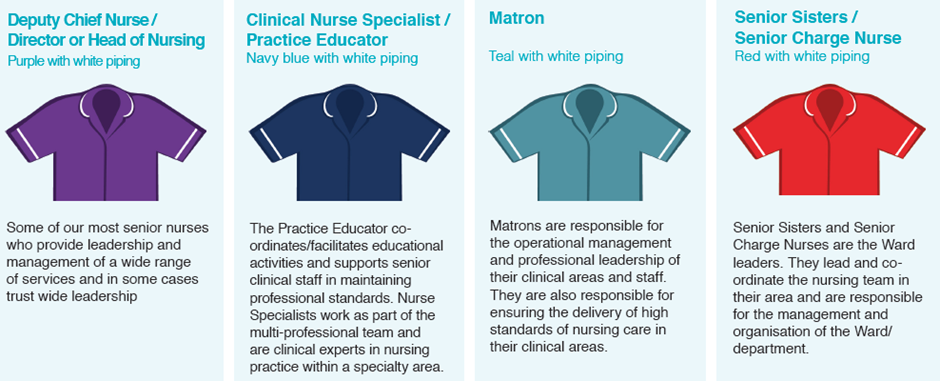 Deputy Chief Nurse /
Director or Head of Nursing
Purple with white piping
Some of our most senior nurses
who provide leadership and
management of a wide range
of services and in some cases
trust wide leadership
Clinical Nurse Specialist /
Practice Educator
Navy blue with white piping
The Practice Educator co-
ordinates/facilitates educational
activities and supports senior
clinical staff in maintaining
professional standards. Nurse
Specialists work as part of the
multi-professional team and
are clinical experts in nursing
practice within a specialty area.
Matron
Teal with white piping
Matrons are responsible for
the operational management
and professional leadership of
their clinical areas and staff.
They are also responsible for
ensuring the delivery of high
standards of nursing care in
their clinical areas.
Senior Sisters /
Senior Charge Nurse
Red with white piping
Senior Sisters and Senior
Charge Nurses are the Ward
leaders. They lead and co-
ordinate the nursing team in
their area and are responsible
for the management and
organisation of the Ward/
department.